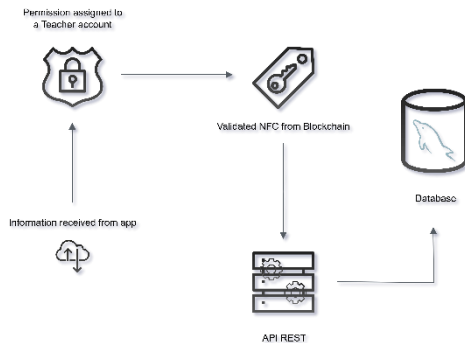 Permission assigned to
a Teacher account
Validated NFC from Blockchain
Database
Information received from app
API REST